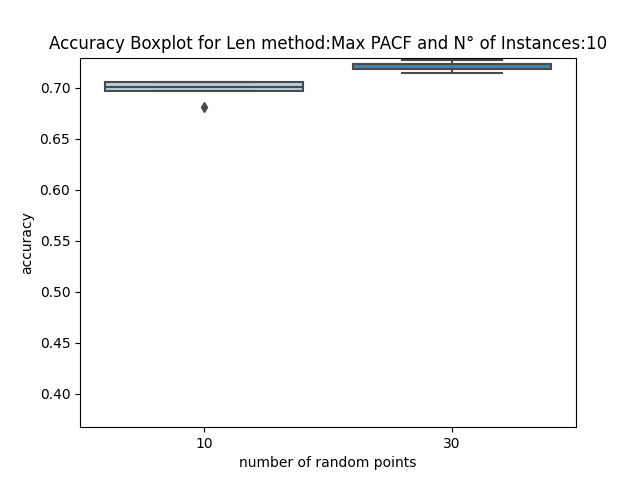 Accuracy Boxplot for Len method:Max PACF and N° of Instances:10
0.70
0.65
0.60
0.55
0.50
0.45
0.40
accuracy
10 30
number of random points